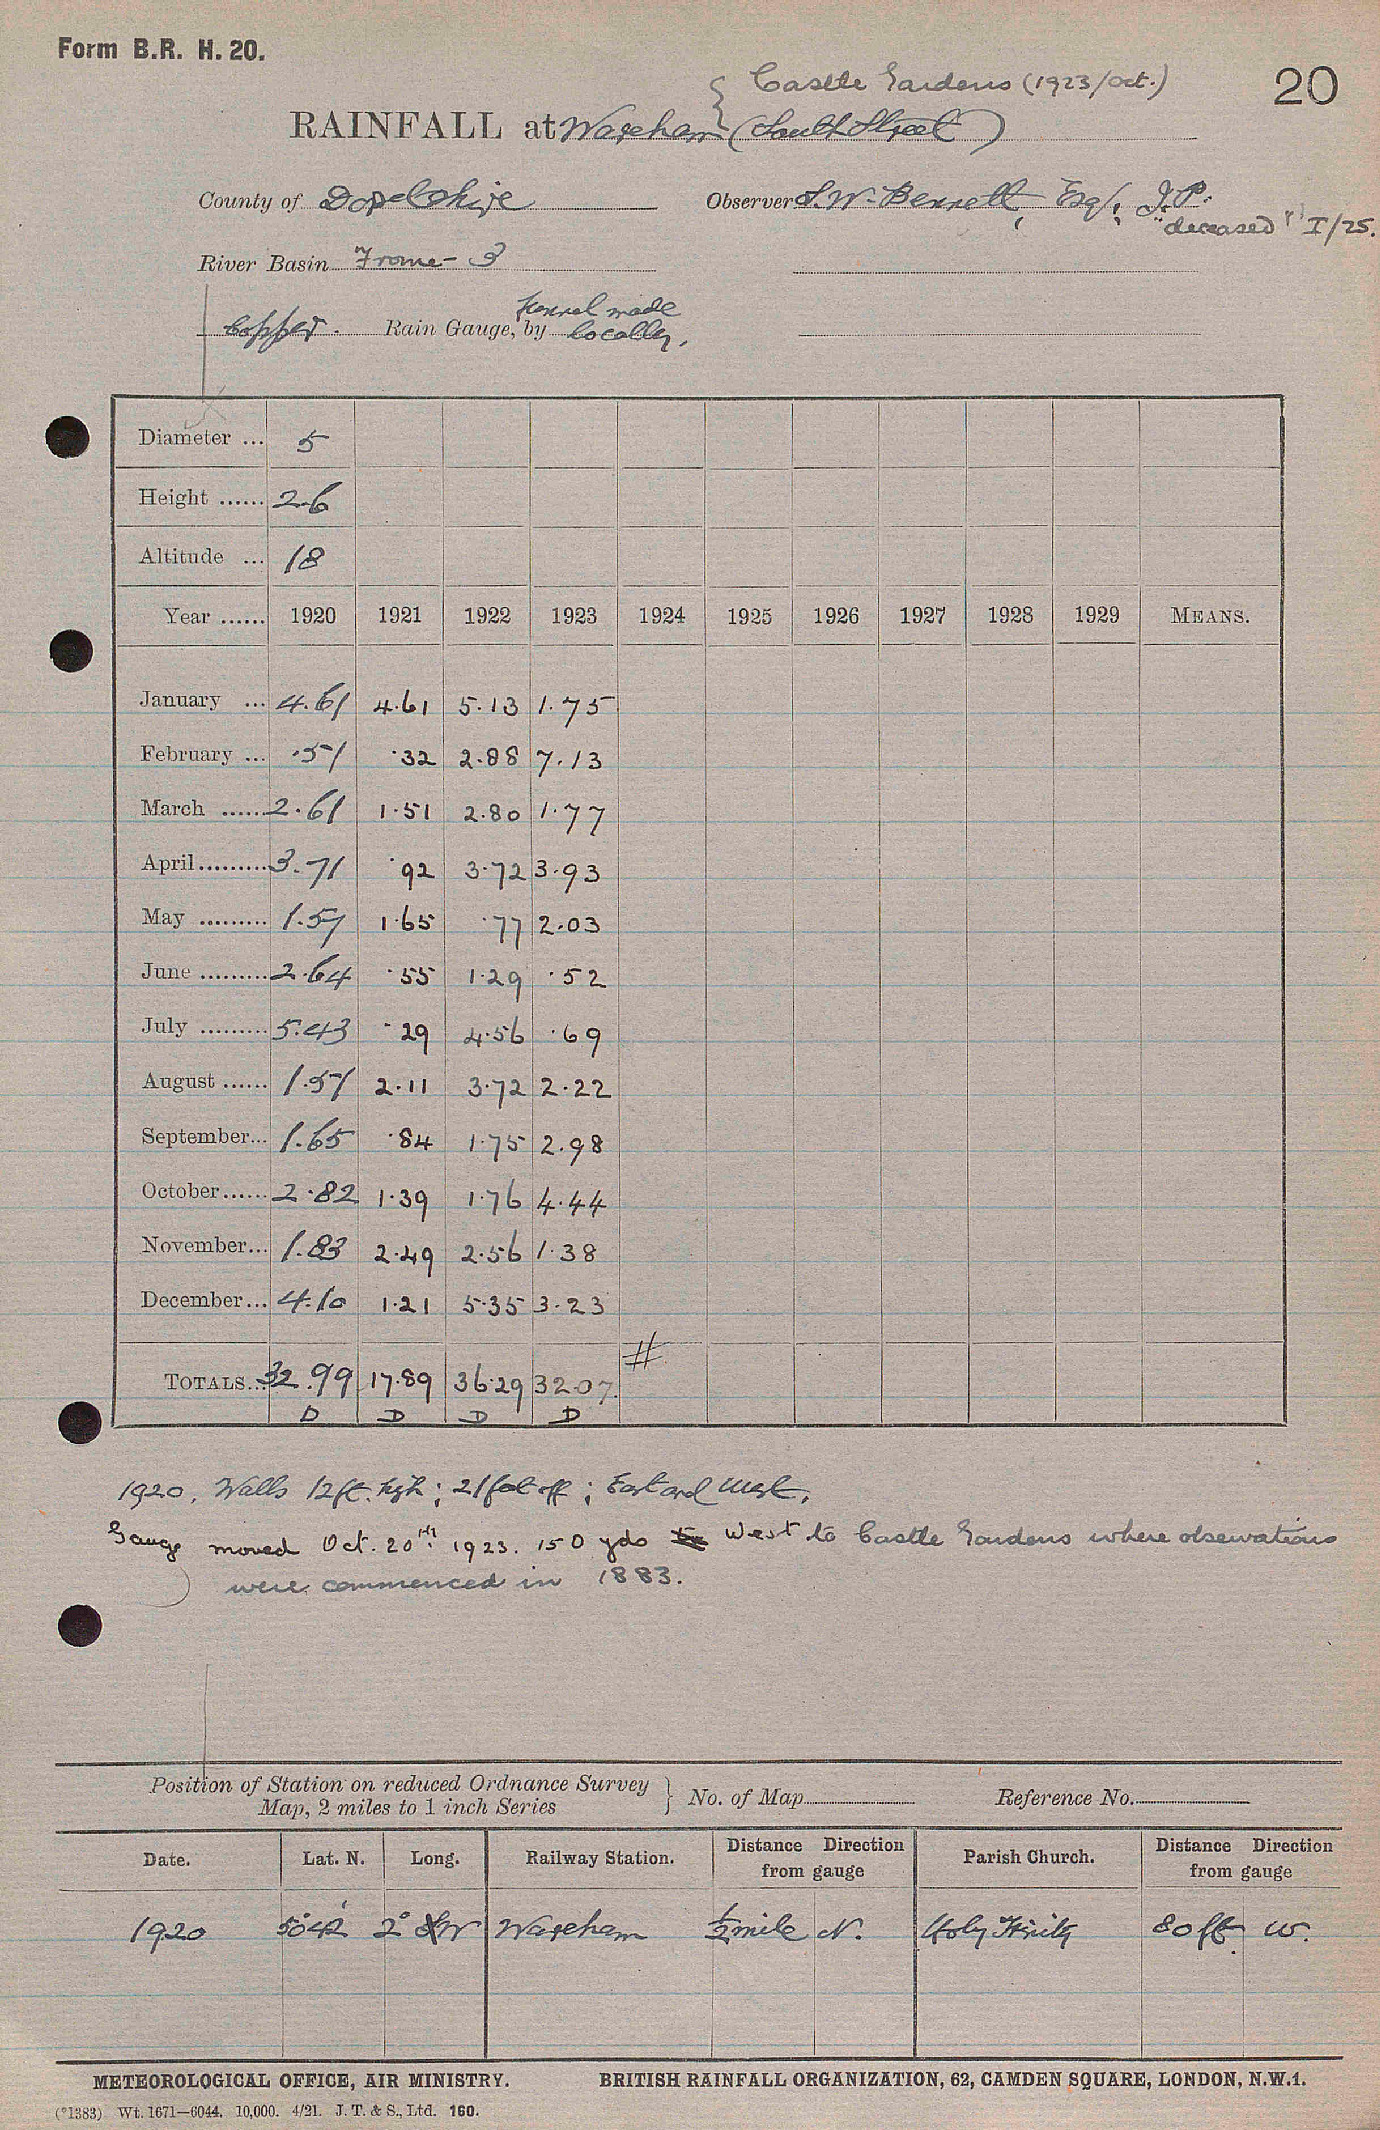 Form B.R. H. 20.
20
Castle Gardens (1923/Oct.)
RAINFALL at Wareham { (South Street)
County of Dorsetshire Observer S.W. Bennett, Esq., J.P.
"deceased" I/25.
River Basin Frome - 3
Copper. Rain Gauge, by funnel made locally.
Diameter ... 5
Height ...... 2.6
Altitude ... 18
Year ...... 1920 1921 1922 1923 1924 1925 1926 1927 1928 1929 MEANS.
January ... 4.61 4.61 5.13 1.75
February ... .51 .32 2.88 7.13
March ...... 2.61 1.51 2.80 1.77
April ......... 3.71 .92 3.72 3.93
May ......... 1.57 1.65 .77 2.03
June ......... 2.64 .55 1.29 .52
July ......... 5.43 .29 4.56 .69
August ...... 1.51 2.11 3.72 2.22
September... 1.65 .84 1.75 2.98
October...... 2.82 1.39 1.76 4.44
November... 1.83 2.49 2.56 1.38
December... 4.10 1.21 5.35 3.23
TOTALS... 32.99 17.89 36.29 32.07 #
D D D D
1920. Walls 12 ft. high; 21 feet off; East and West.
Gauge moved Oct. 20th. 1923. 150 yds West to Castle Gardens where observations
were commenced in 1883.
Position of Station on reduced Ordnance Survey
Map, 2 miles to 1 inch Series } No. of Map Reference No.
Date. Lat. N. Long. Railway Station. Distance Direction from gauge Parish Church. Distance Direction from gauge
1920 50°42' 2° W Wareham ½ mile N. Holy Trinity 80 ft. W.
METEOROLOGICAL OFFICE, AIR MINISTRY. BRITISH RAINFALL ORGANIZATION, 62, CAMDEN SQUARE, LONDON, N.W.1.
(*1383) Wt. 1671—6044. 10,000. 4/21. J. T. & S., Ltd. 160.